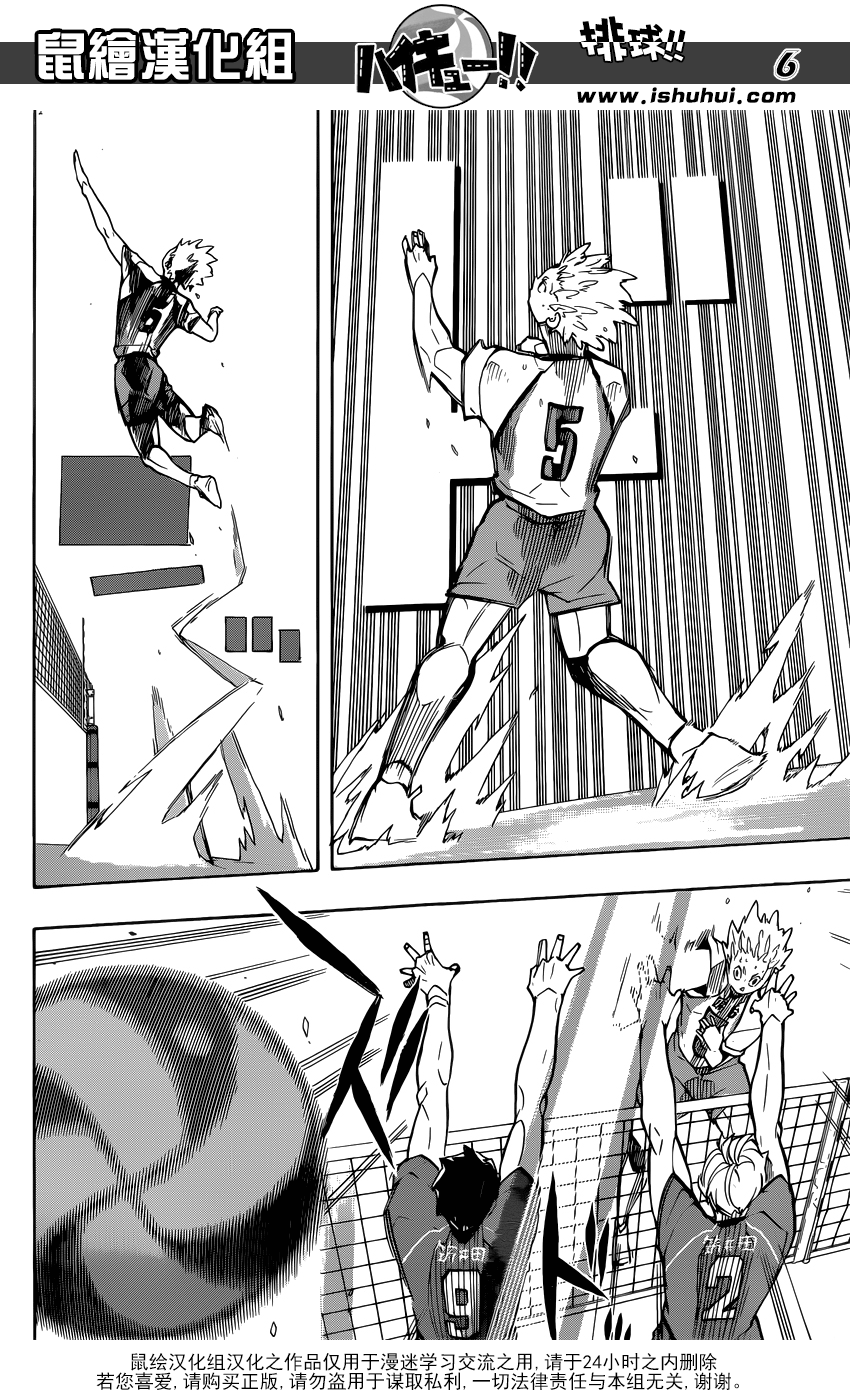 鼠繪漢化組
ハイキュー!!
排球!!
6
www.ishuhui.com
5
5
9
2
鼠绘汉化组汉化之作品仅用于漫迷学习交流之用,请于24小时之内删除
若您喜爱,请购买正版,请勿盗用于谋取私利,一切法律责任与本组无关,谢谢。